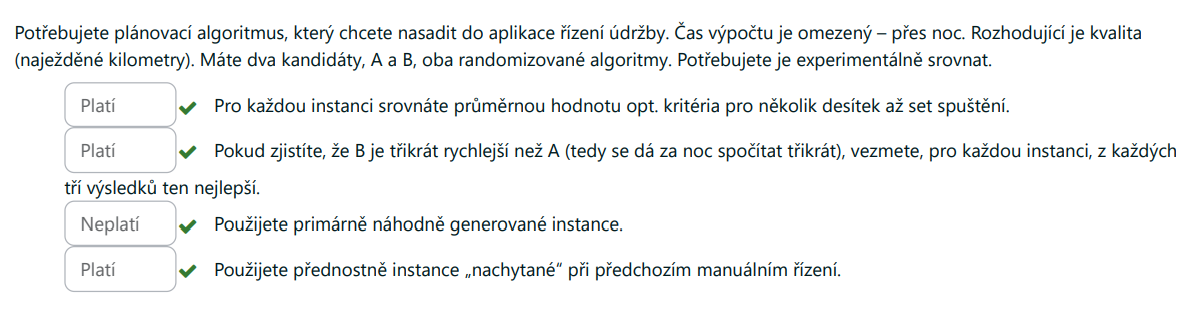 Potřebujete plánovací algoritmus, který chcete nasadit do aplikace řízení údržby. Čas výpočtu je omezený – přes noc. Rozhodující je kvalita
(naježděné kilometry). Máte dva kandidáty, A a B, oba randomizované algoritmy. Potřebujete je experimentálně srovnat.
Platí Pro každou instanci srovnáte průměrnou hodnotu opt. kritéria pro několik desítek až set spuštění.
Platí Pokud zjistíte, že B je třikrát rychlejší než A (tedy se dá za noc spočítat třikrát), vezmete, pro každou instanci, z každých
tří výsledků ten nejlepší.
Neplatí Použijete primárně náhodně generované instance.
Platí Použijete přednostně instance „nachytané“ při předchozím manuálním řízení.